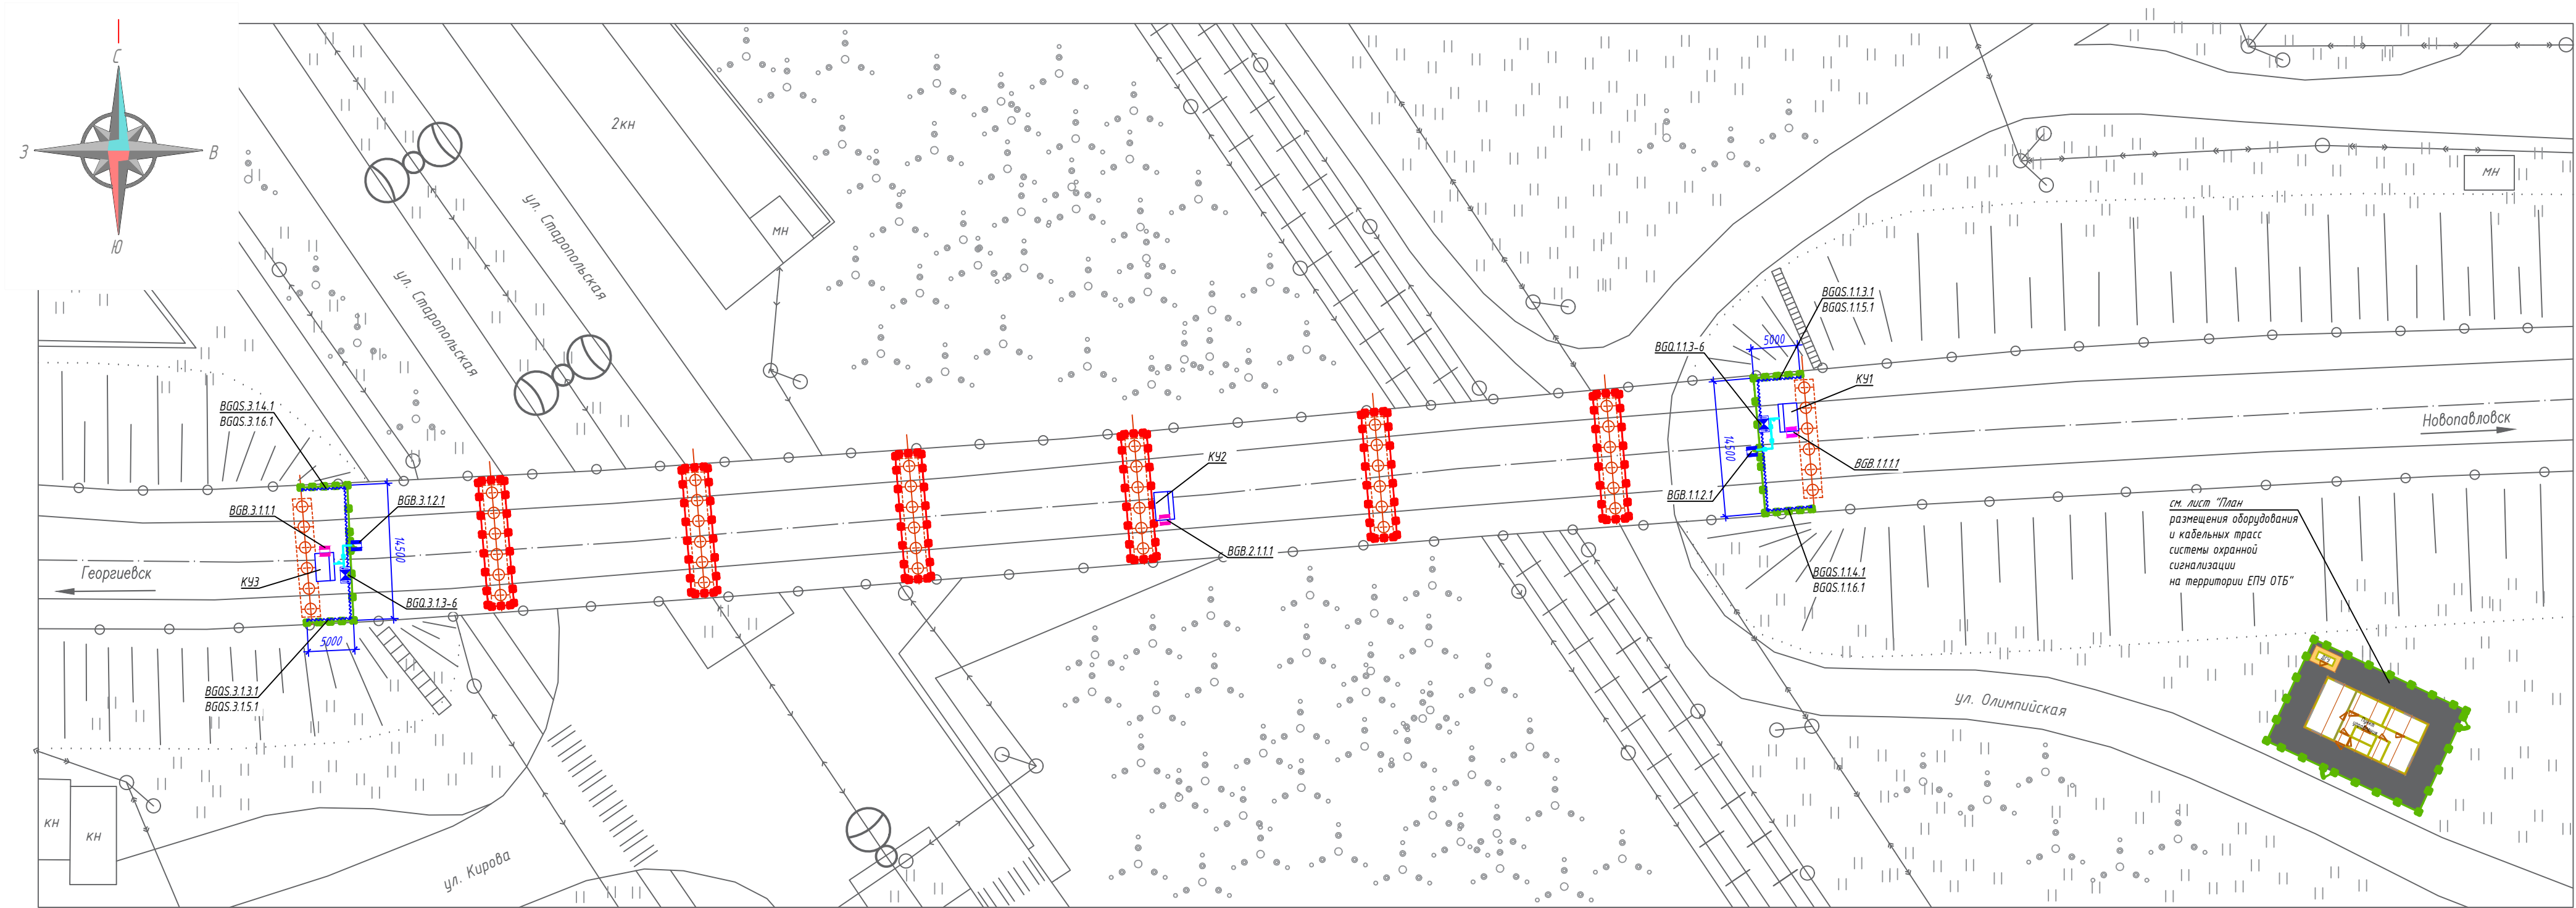 С
З
В
Ю
2кн
мн
ул. Старопольская
ул. Старопольская
мн
BGQS.1.1.3.1
BGQS.1.1.5.1
BGQ.1.1.3-6
5000
КУ1
14500
BGB.1.1.1.1
BGB.1.1.2.1
Новопавловск
BGQS.3.1.4.1
BGQS.3.1.6.1
BGB.3.1.1.1
BGB.3.1.2.1
14500
КУ2
BGB.2.1.1.1
Георгиевск
КУ3
BGQ.3.1.3-6
5000
BGQS.3.1.3.1
BGQS.3.1.5.1
BGQS.1.1.4.1
BGQS.1.1.6.1
см. лист "План
размещения оборудования
и кабельных трасс
системы охранной
сигнализации
на территории ЕПУ ОТБ"
ул. Олимпийская
кн
кн
ул. Кирова